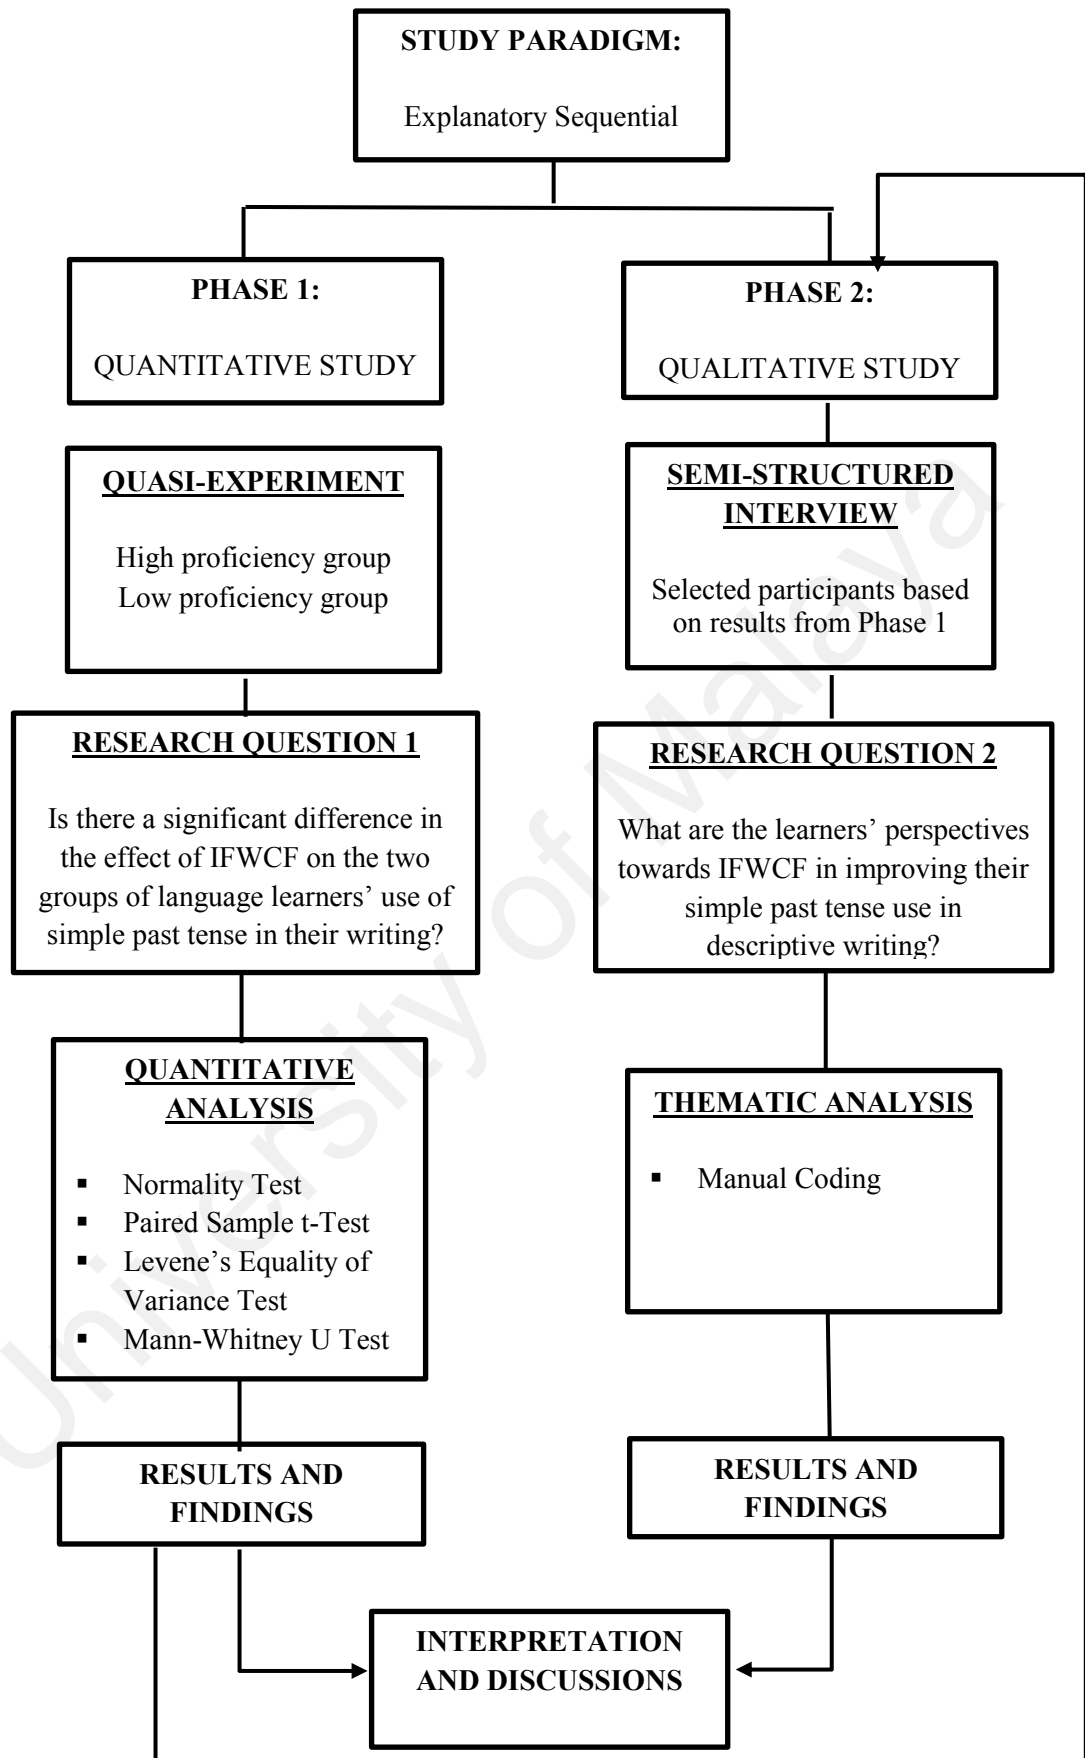 STUDY PARADIGM:
Explanatory Sequential
PHASE 1:
QUANTITATIVE STUDY
QUASI-EXPERIMENT
High proficiency group
Low proficiency group
RESEARCH QUESTION 1
Is there a significant difference in
the effect of IFWCF on the two
groups of language learners’ use of
simple past tense in their writing?
QUANTITATIVE
ANALYSIS
▪ Normality Test
▪ Paired Sample t-Test
▪ Levene’s Equality of
Variance Test
▪ Mann-Whitney U Test
RESULTS AND
FINDINGS
PHASE 2:
QUALITATIVE STUDY
SEMI-STRUCTURED
INTERVIEW
Selected participants based
on results from Phase 1
RESEARCH QUESTION 2
What are the learners’ perspectives
towards IFWCF in improving their
simple past tense use in
descriptive writing?
THEMATIC ANALYSIS
▪ Manual Coding
RESULTS AND
FINDINGS
INTERPRETATION
AND DISCUSSIONS
University of Malaya